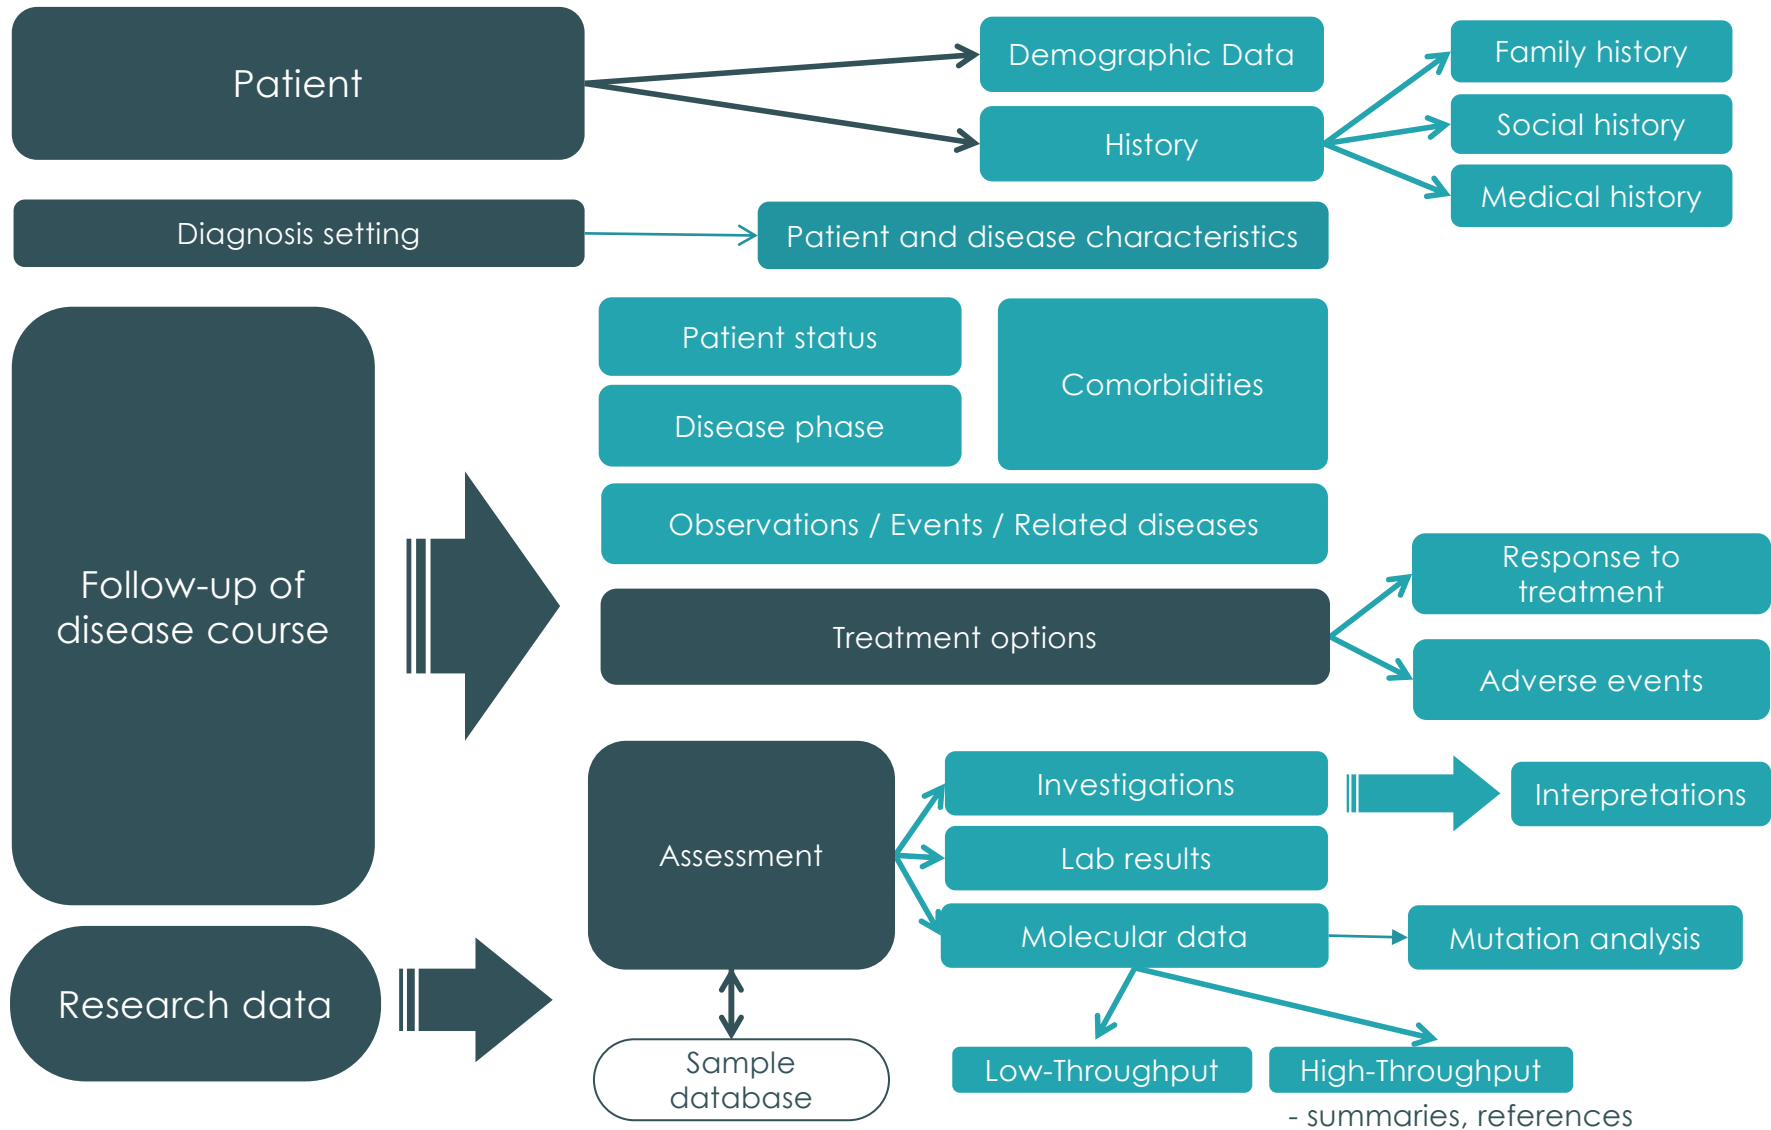 Patient
Demographic Data
History
Family history
Social history
Medical history
Diagnosis setting
Patient and disease characteristics
Follow-up of
disease course
Patient status
Disease phase
Comorbidities
Observations / Events / Related diseases
Treatment options
Response to
treatment
Adverse events
Assessment
Investigations
Interpretations
Lab results
Molecular data
Mutation analysis
Research data
Sample
database
Low-Throughput
High-Throughput
- summaries, references